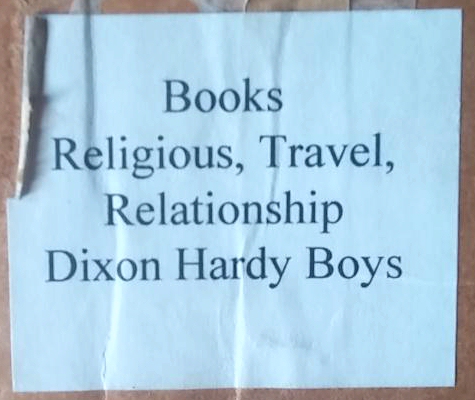 Books
Religious, Travel,
Relationship
Dixon Hardy Boys